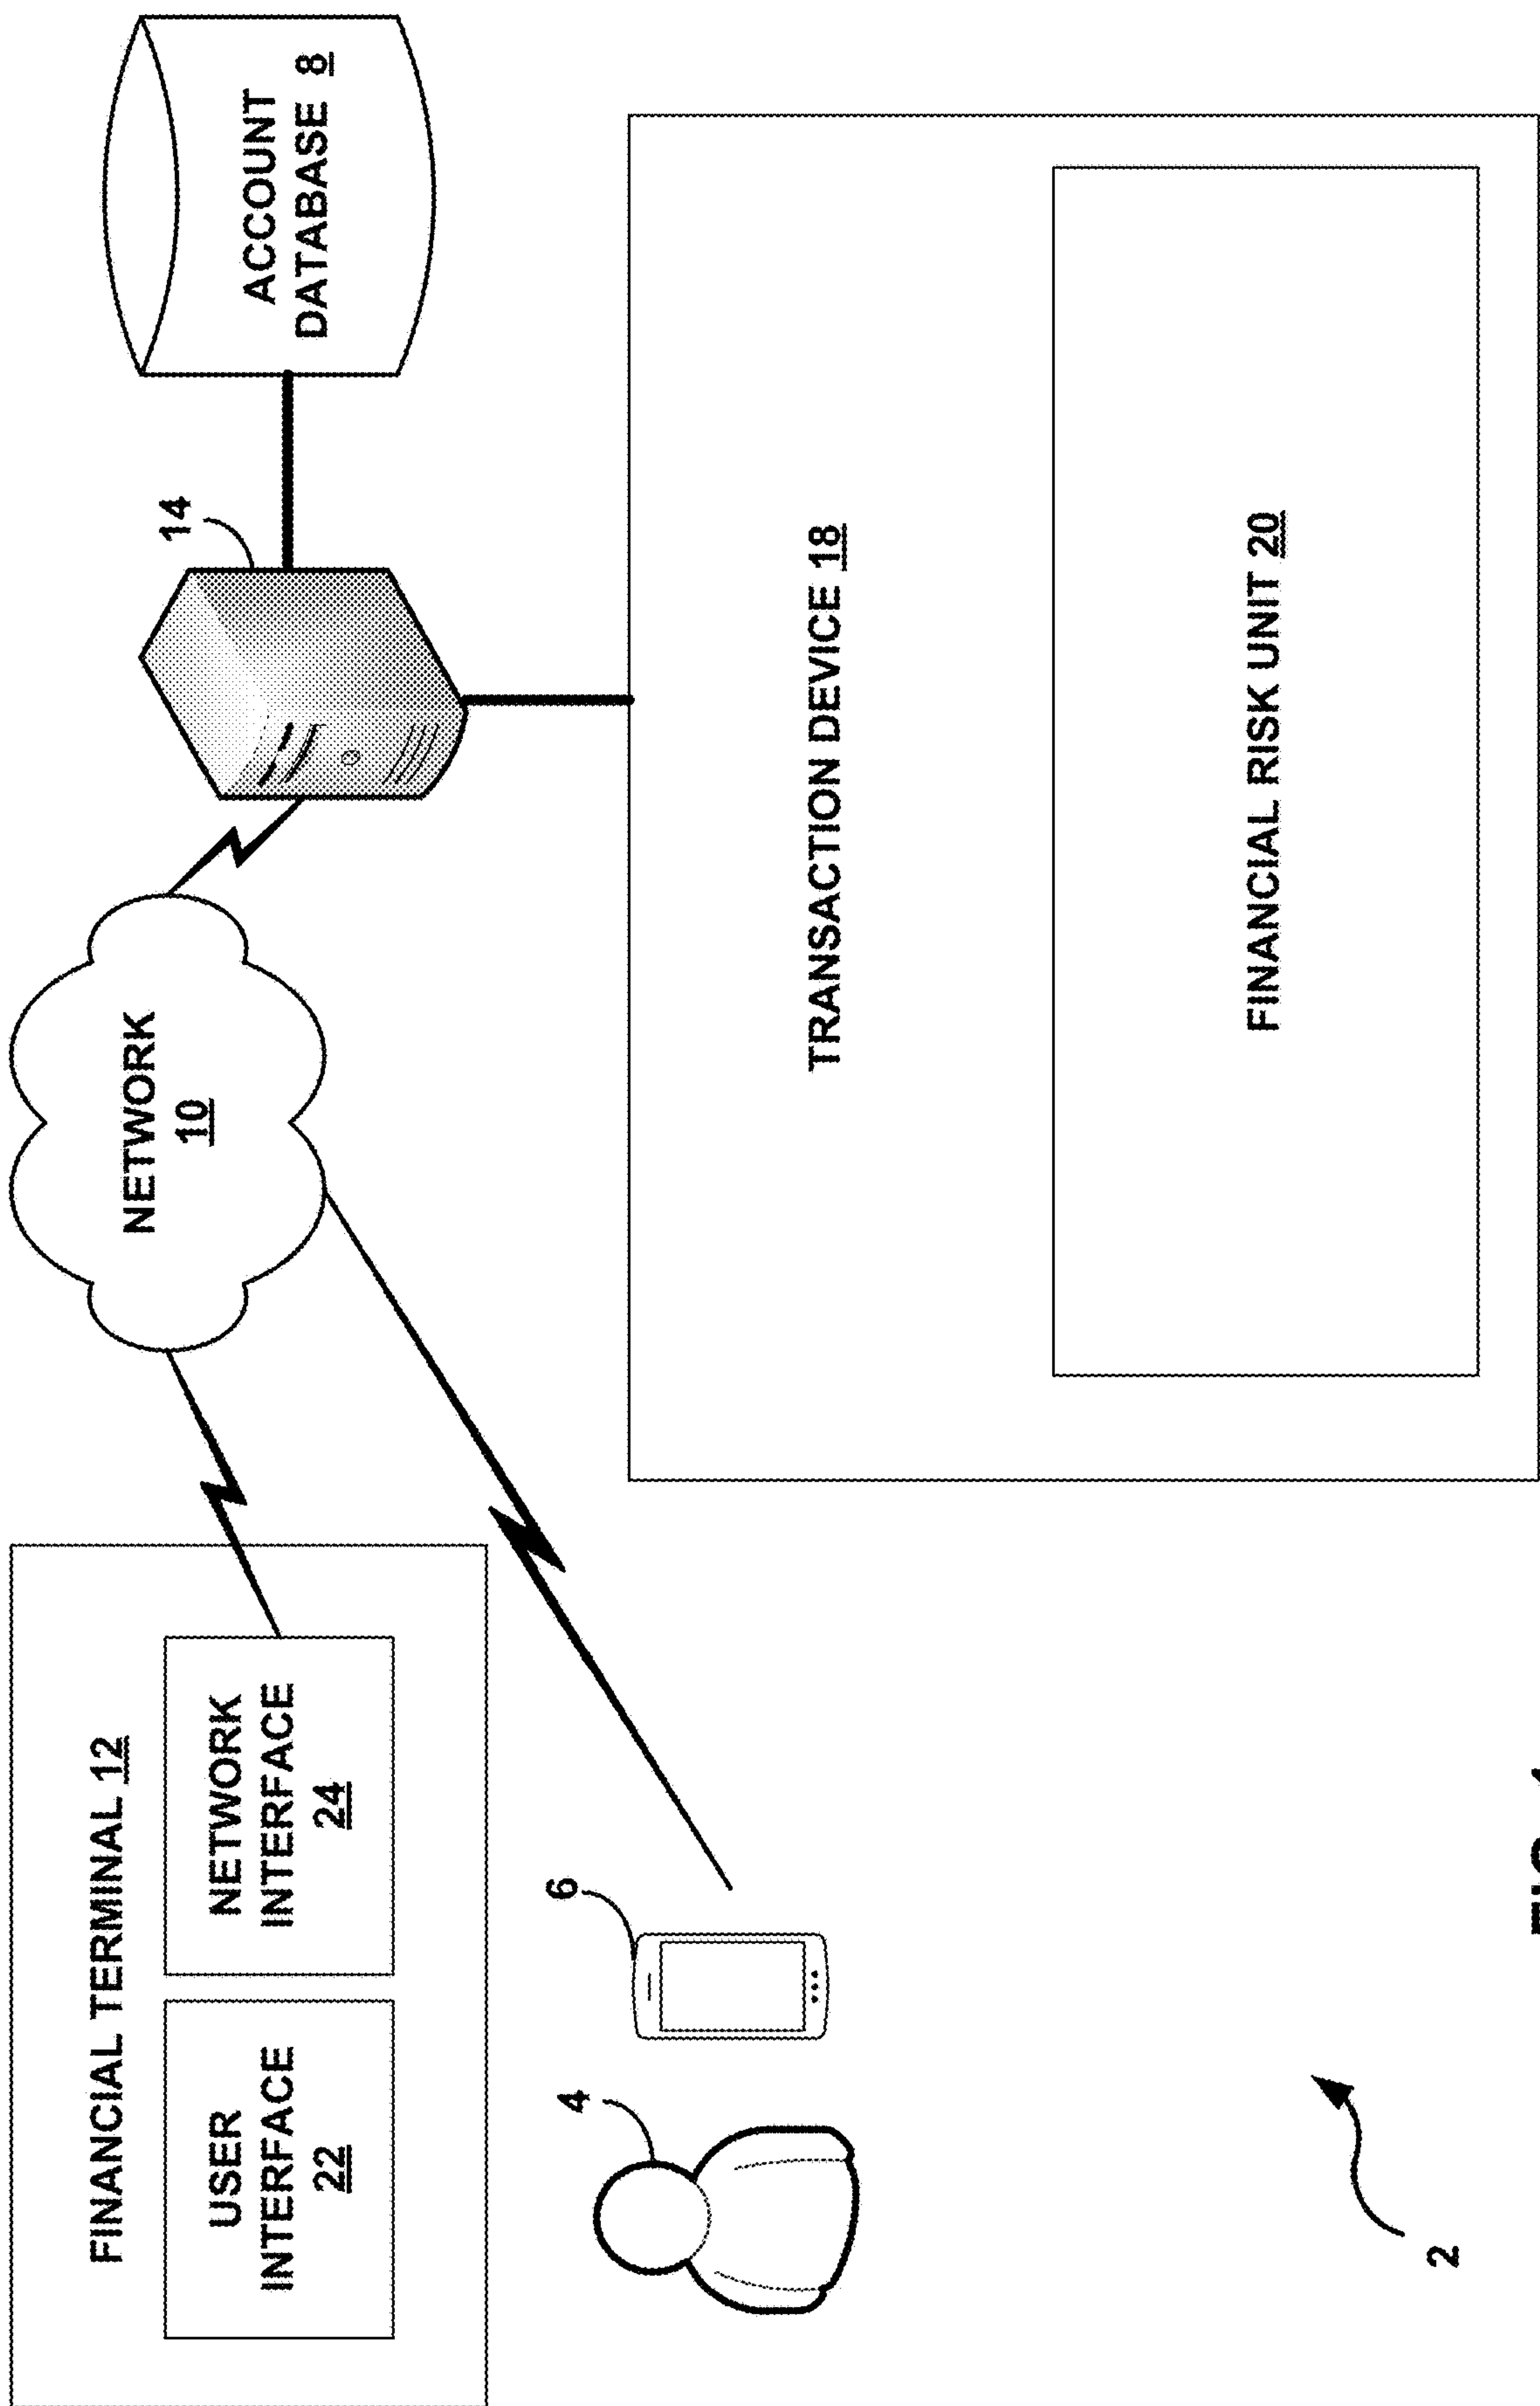 FINANCIAL TERMINAL 12
USER
INTERFACE
22
NETWORK
INTERFACE
24
NETWORK
10
14
ACCOUNT
DATABASE 8
4
6
TRANSACTION DEVICE 18
FINANCIAL RISK UNIT 20
2